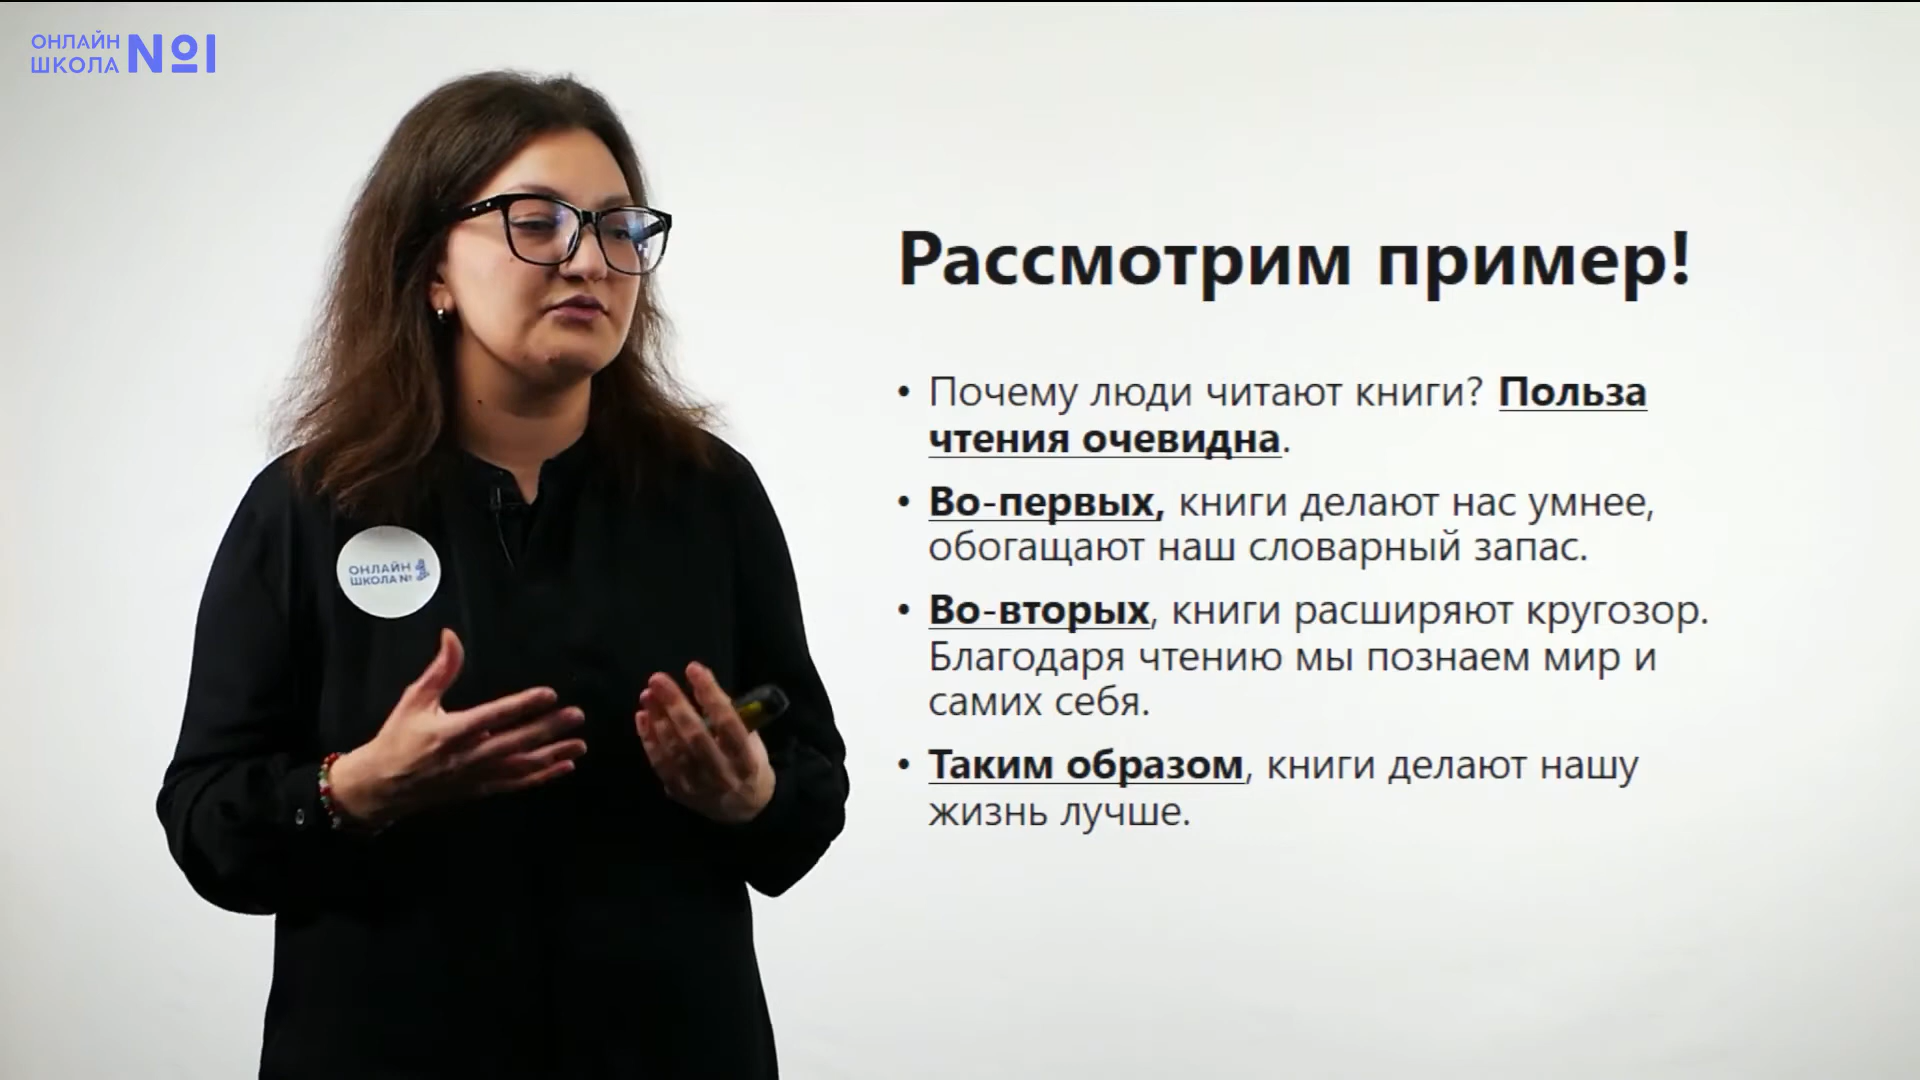 ОНЛАЙН
ШКОЛА №1
Рассмотрим пример!
• Почему люди читают книги? Польза
чтения очевидна.
• Во-первых, книги делают нас умнее,
обогащают наш словарный запас.
• Во-вторых, книги расширяют кругозор.
Благодаря чтению мы познаем мир и
самих себя.
• Таким образом, книги делают нашу
жизнь лучше.
ОНЛАЙН
ШКОЛА №1